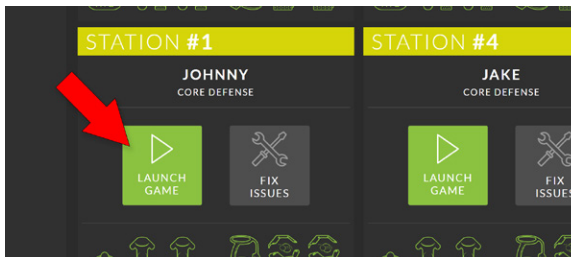 STATION #1
JOHNNY
CORE DEFENSE
LAUNCH
GAME
FIX
ISSUES
STATION #4
JAKE
CORE DEFENSE
LAUNCH
GAME
FIX
ISSUES